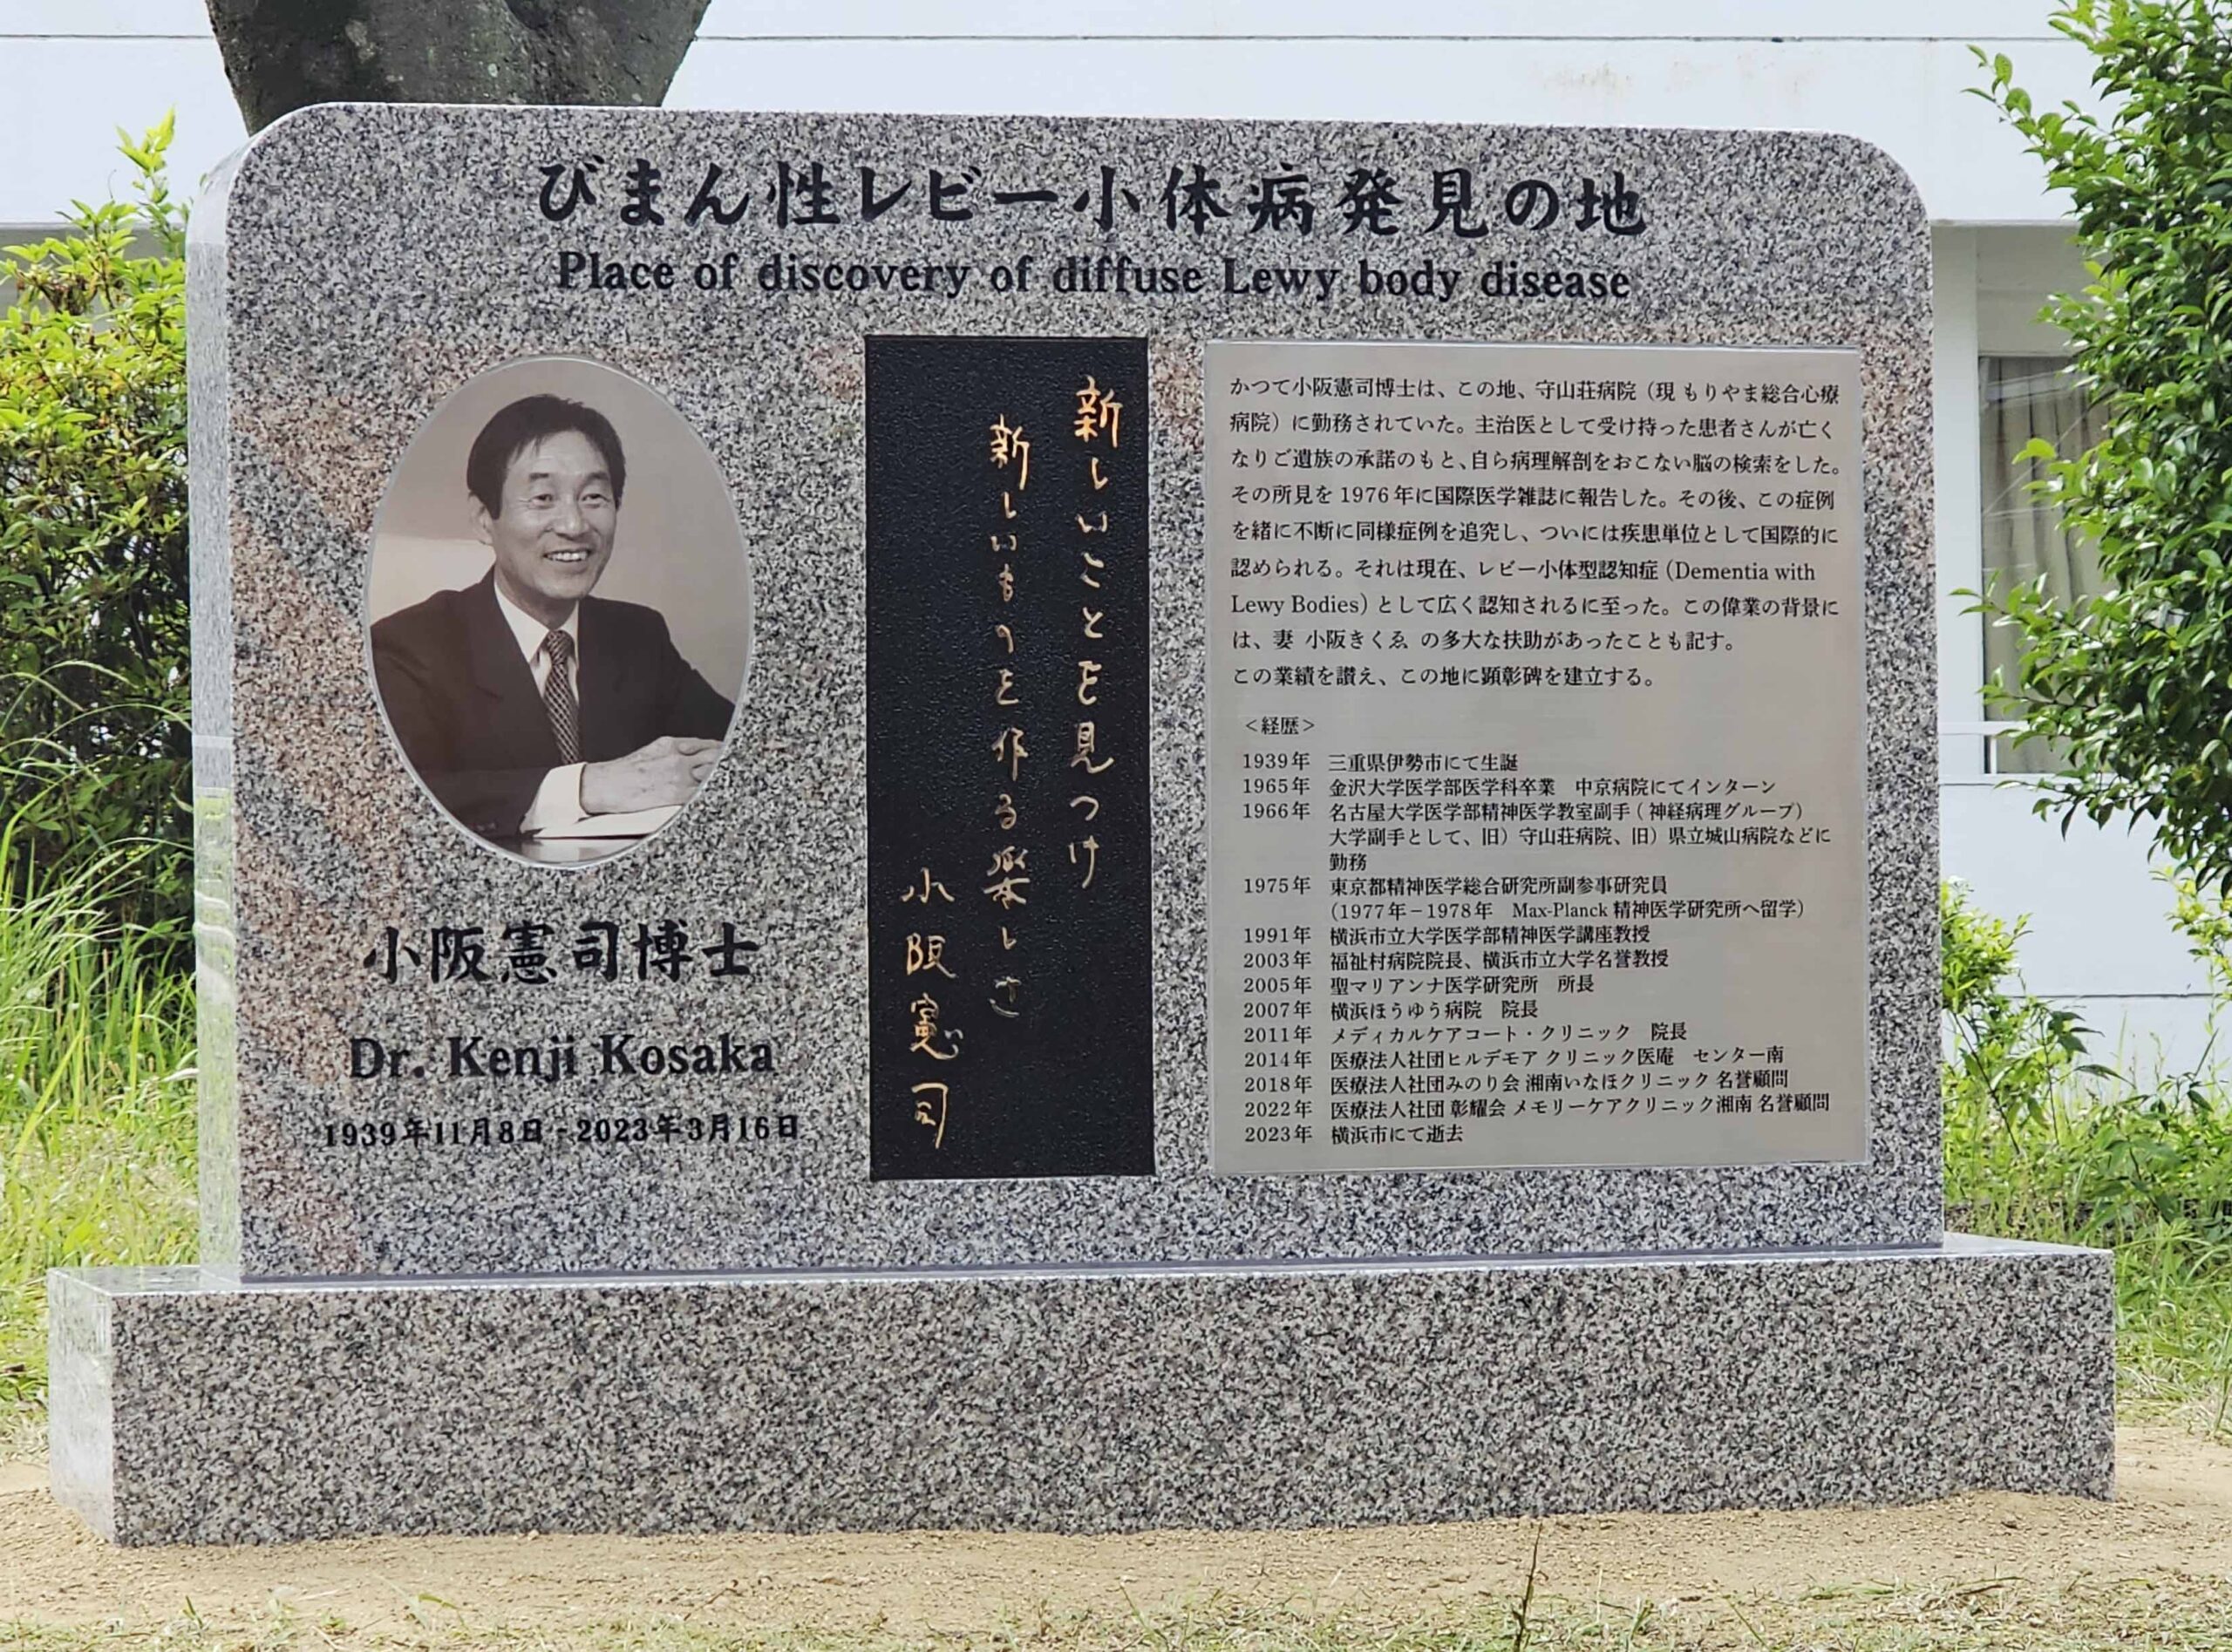 びまん性レビー小体病発見の地
Place of discovery of diffuse Lewy body disease
小阪憲司博士
Dr. Kenji Kosaka
1939年11月8日-2023年3月16日
新しいことを見つけ
新しいものを作る楽しさ
小阪憲司
かつて小阪憲司博士は、この地、守山荘病院（現 もりやま総合心療
病院）に勤務されていた。主治医として受け持った患者さんが亡く
なりご遺族の承諾のもと、自ら病理解剖をおこない脳の検索をした。
その所見を1976年に国際医学雑誌に報告した。その後、この症例
を緒に不断に同様症例を追究し、ついには疾患単位として国際的に
認められる。それは現在、レビー小体型認知症（Dementia with
Lewy Bodies）として広く認知されるに至った。この偉業の背景に
は、妻 小阪きくゑ の多大な扶助があったことも記す。
この業績を讃え、この地に顕彰碑を建立する。
＜経歴＞
1939年 三重県伊勢市にて生誕
1965年 金沢大学医学部医学科卒業　中京病院にてインターン
1966年 名古屋大学医学部精神医学教室副手（神経病理グループ）
大学副手として、旧）守山荘病院、旧）県立城山病院などに
勤務
1975年 東京都精神医学総合研究所副参事研究員
（1977年−1978年　Max-Planck 精神医学研究所へ留学）
1991年 横浜市立大学医学部精神医学講座教授
2003年 福祉村病院院長、横浜市立大学名誉教授
2005年 聖マリアンナ医学研究所　所長
2007年 横浜ほうゆう病院　院長
2011年 メディカルケアコート・クリニック　院長
2014年 医療法人社団ヒルデモア クリニック医庵　センター南
2018年 医療法人社団みのり会 湘南いなほクリニック 名誉顧問
2022年 医療法人社団 彰耀会 メモリーケアクリニック湘南 名誉顧問
2023年 横浜市にて逝去